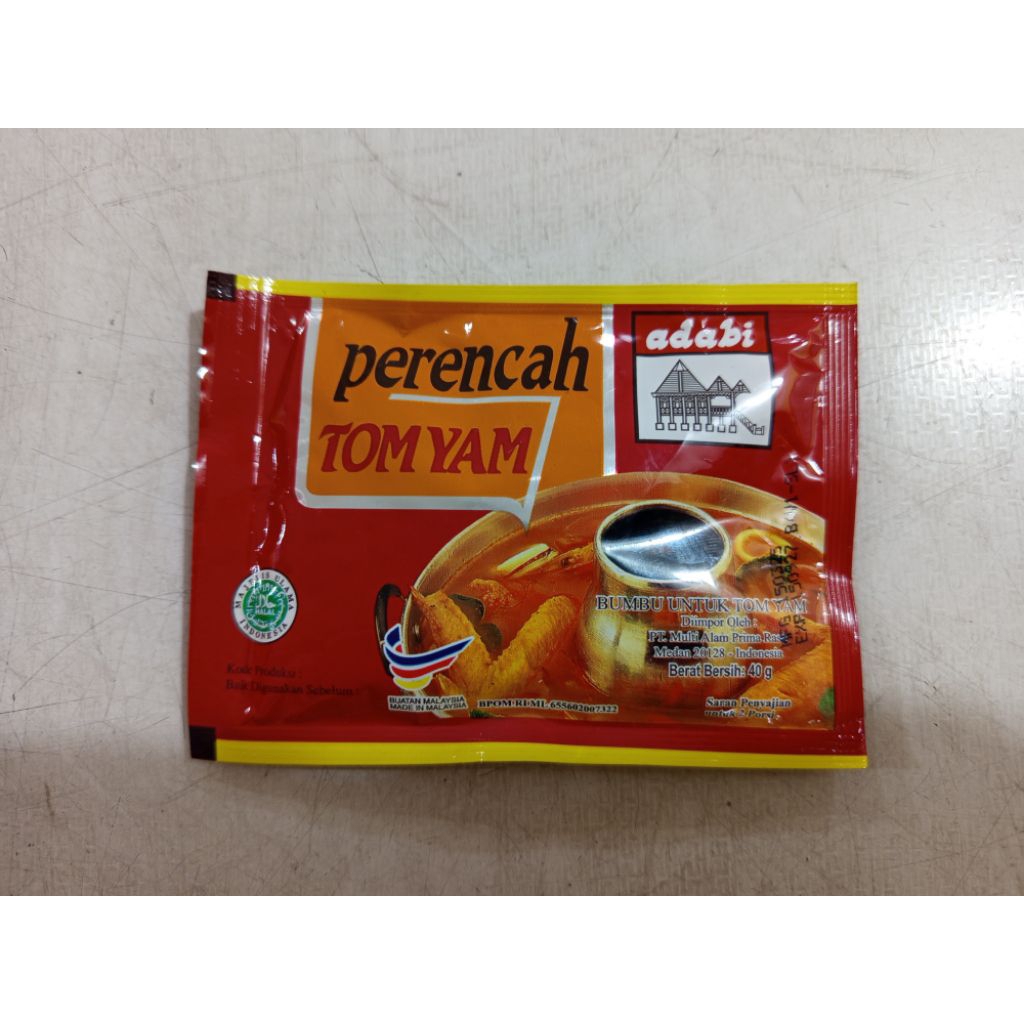 perencah
TOM YAM
adabi
MAJELIS ULAMA
INDONESIA
HALAL
BUMBU UNTUK TOM YAM
Diimpor Oleh :
PT. Multi Alam Prima Rasa
Medan 20128 - Indonesia
Berat Bersih: 40 g
Kode Produksi :
Baik Digunakan Sebelum :
BUATAN MALAYSIA
MADE IN MALAYSIA
BPOM RI ML 655602007322
Saran Penyajian
untuk 2 Porsi